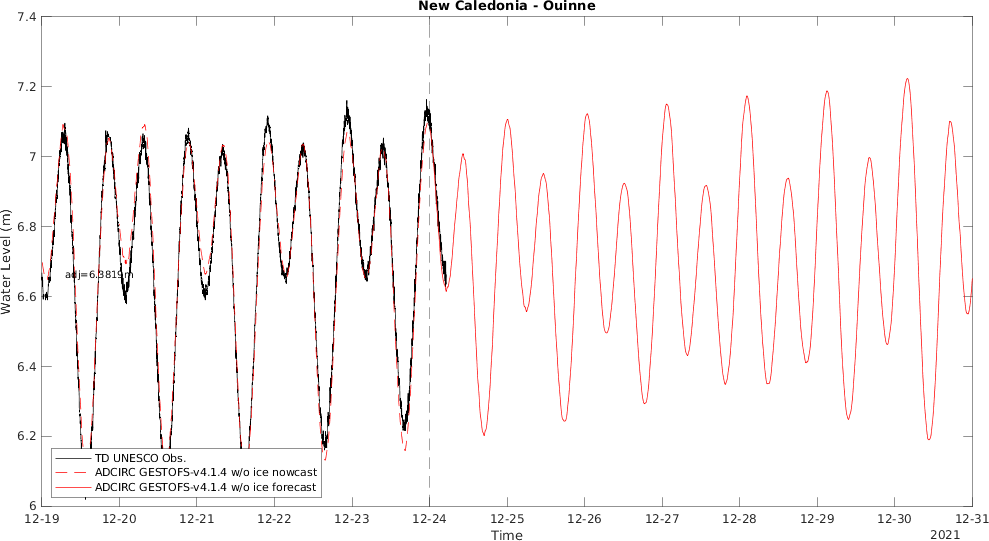 New Caledonia - Ouinne
7.4
7.2
7
6.8
6.6
6.4
6.2
6
Water Level (m)
adj=6.3819m
TD UNESCO Obs.
ADCIRC GESTOFS-v4.1.4 w/o ice nowcast
ADCIRC GESTOFS-v4.1.4 w/o ice forecast
12-19 12-20 12-21 12-22 12-23 12-24 12-25 12-26 12-27 12-28 12-29 12-30 12-31
Time
2021